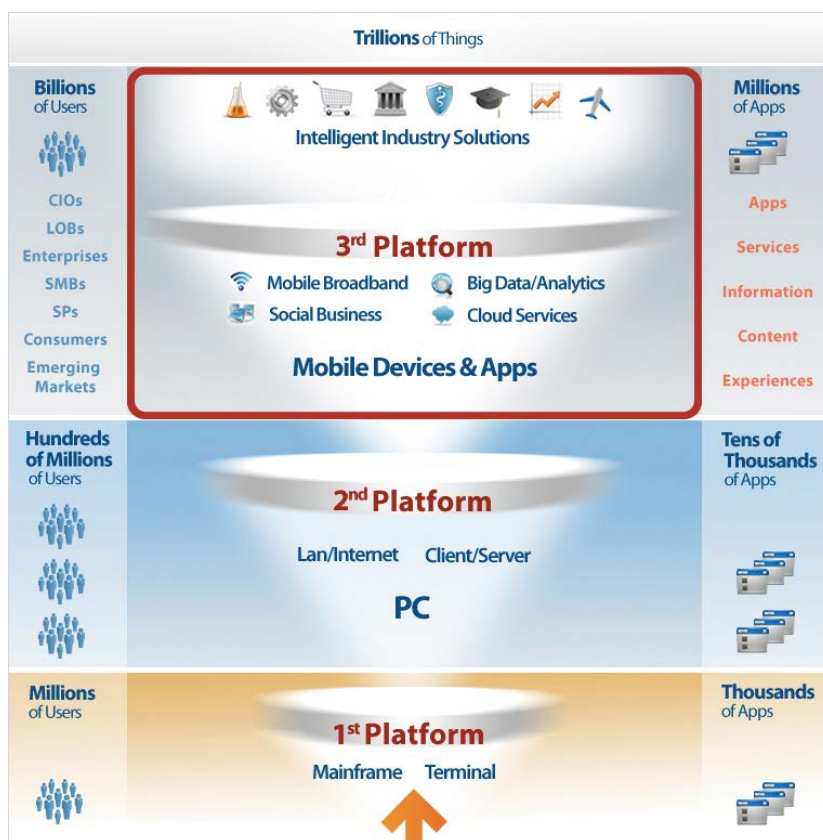 Trillions of Things
Billions
of Users
CIOs
LOBs
Enterprises
SMBs
SPs
Consumers
Emerging
Markets
Intelligent Industry Solutions
3rd Platform
Mobile Broadband
Big Data/Analytics
Social Business
Cloud Services
Mobile Devices & Apps
Millions
of Apps
Apps
Services
Information
Content
Experiences
Hundreds
of Millions
of Users
2nd Platform
Lan/Internet Client/Server
PC
Tens of
Thousands
of Apps
Millions
of Users
1st Platform
Mainframe Terminal
Thousands
of Apps